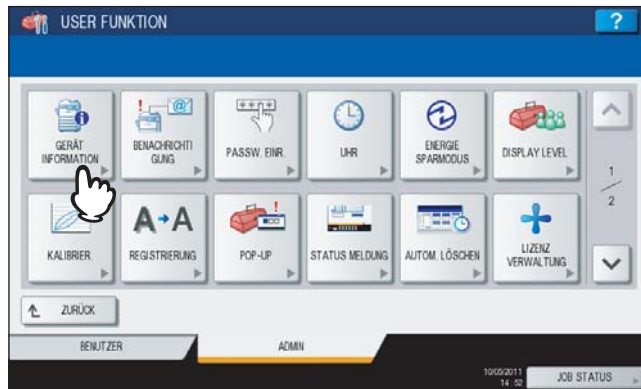 USER FUNKTION
?
GERÄT
INFORMATION
BENACHRICHTI
GUNG
PASSW. EINR.
UHR
ENERGIE
SPARMODUS
DISPLAY LEVEL
1
2
KALIBRIER.
A→A
REGISTRIERUNG
POP-UP
STATUS MELDUNG
AUTOM. LÖSCHEN
LIZENZ
VERWALTUNG
ZURÜCK
BENUTZER
ADMIN
10/03/2011
14:52
JOB STATUS